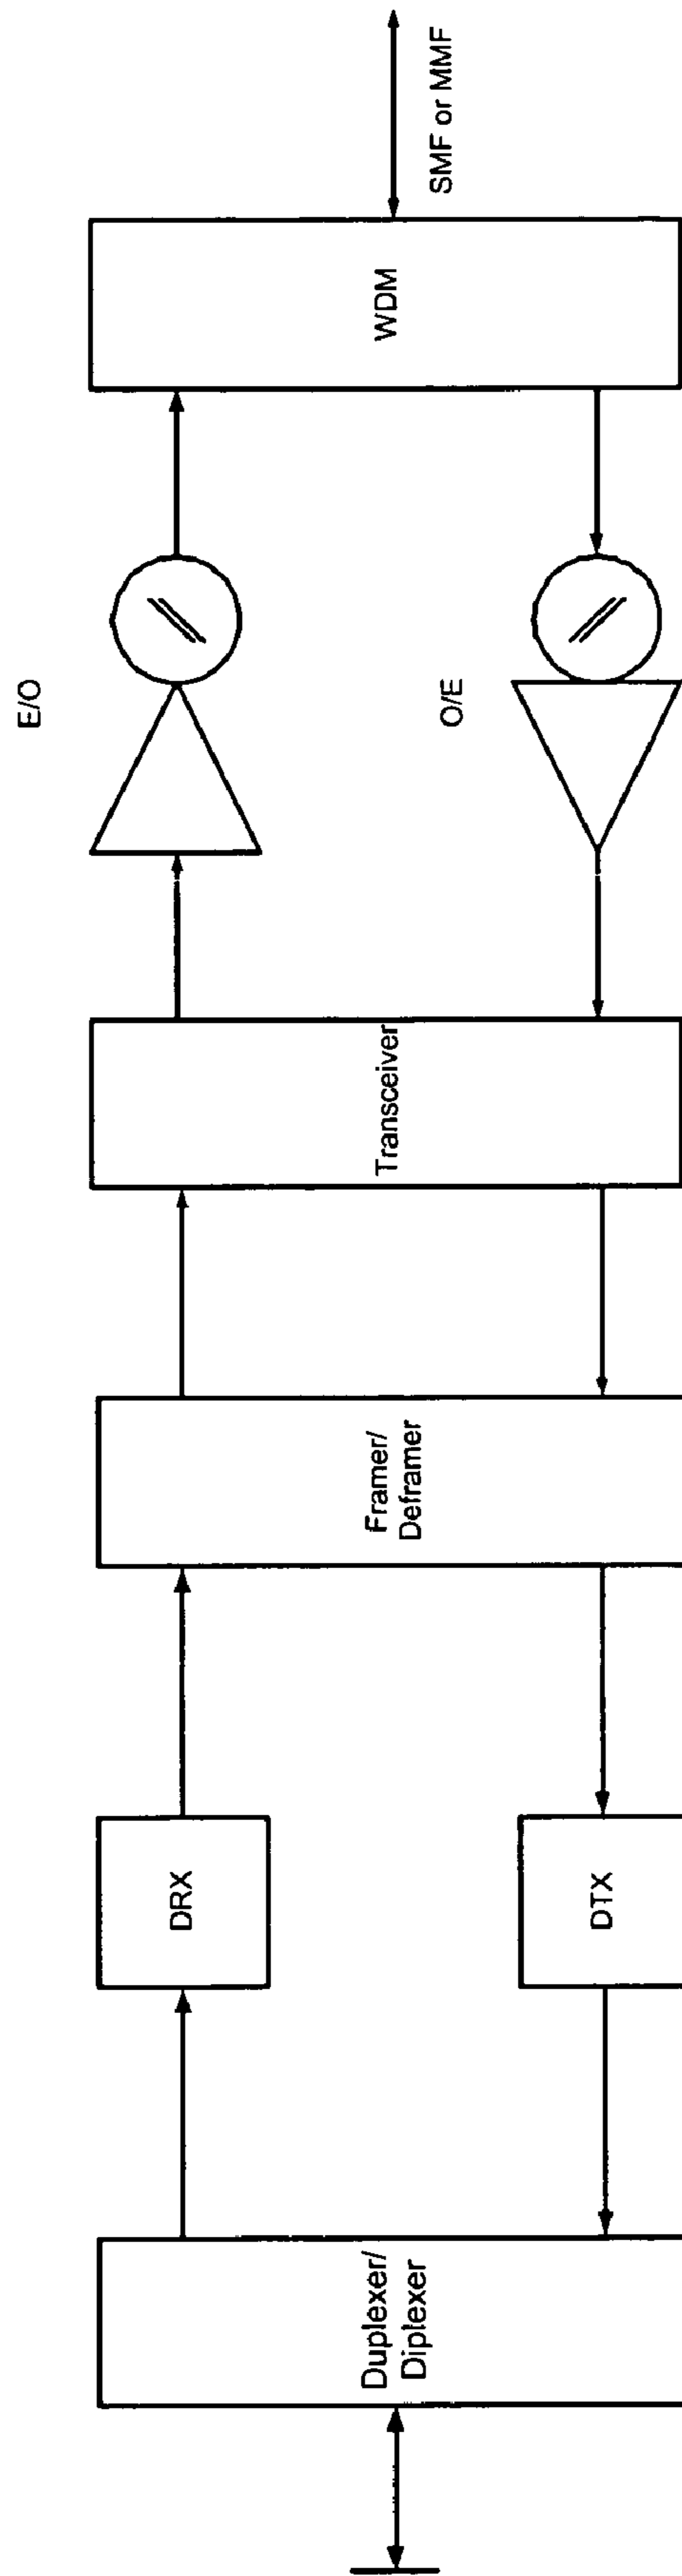 Duplexer/
Diplexer
DRX
DTX
Framer/
Deframer
Transceiver
E/O
O/E
WDM
SMF or MMF